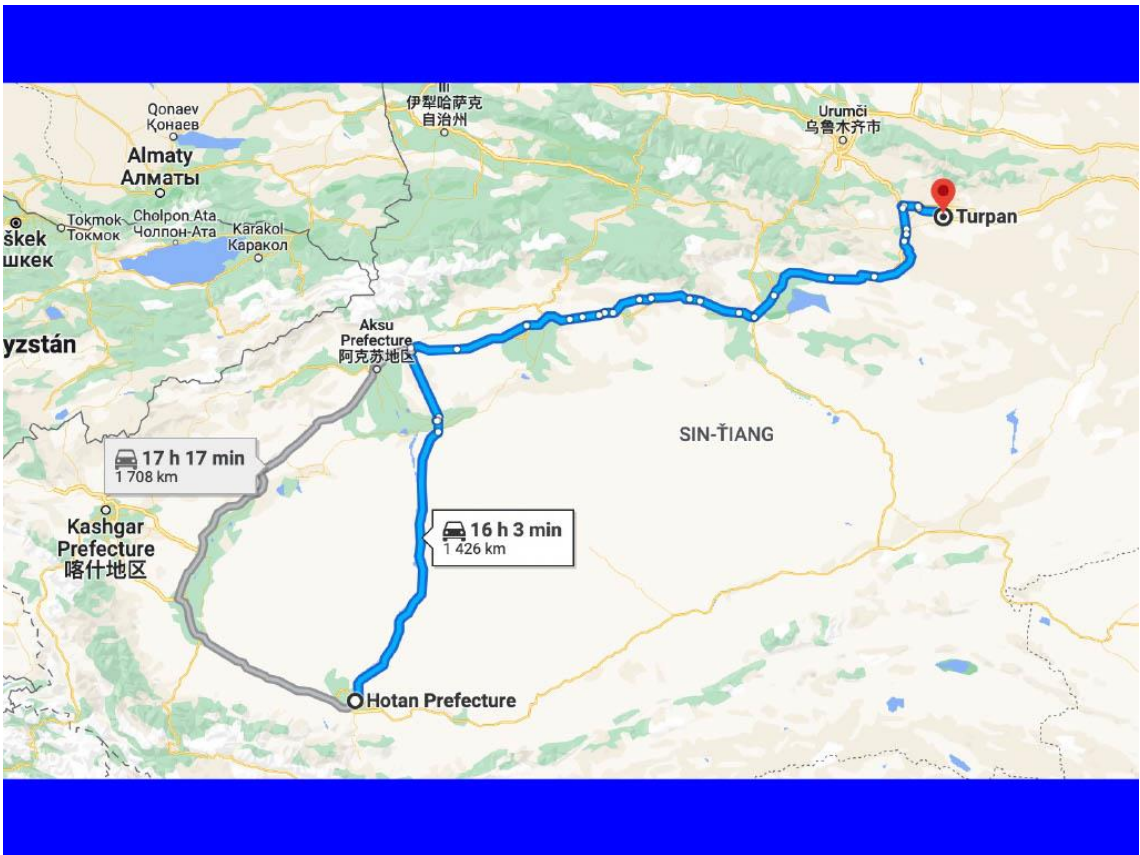 Ili
伊犁哈萨克
自治州
Qonaev
Қонаев
Urumči
乌鲁木齐市
Almaty
Алматы
Turpan
Tokmok
Токмок
Cholpon-Ata
Чолпон-Ата
Karakol
Каракол
škek
шкек
Aksu
Prefecture
阿克苏地区
yzstán
SIN-ŤIANG
17 h 17 min
1 708 km
Kashgar
Prefecture
喀什地区
16 h 3 min
1 426 km
Hotan Prefecture